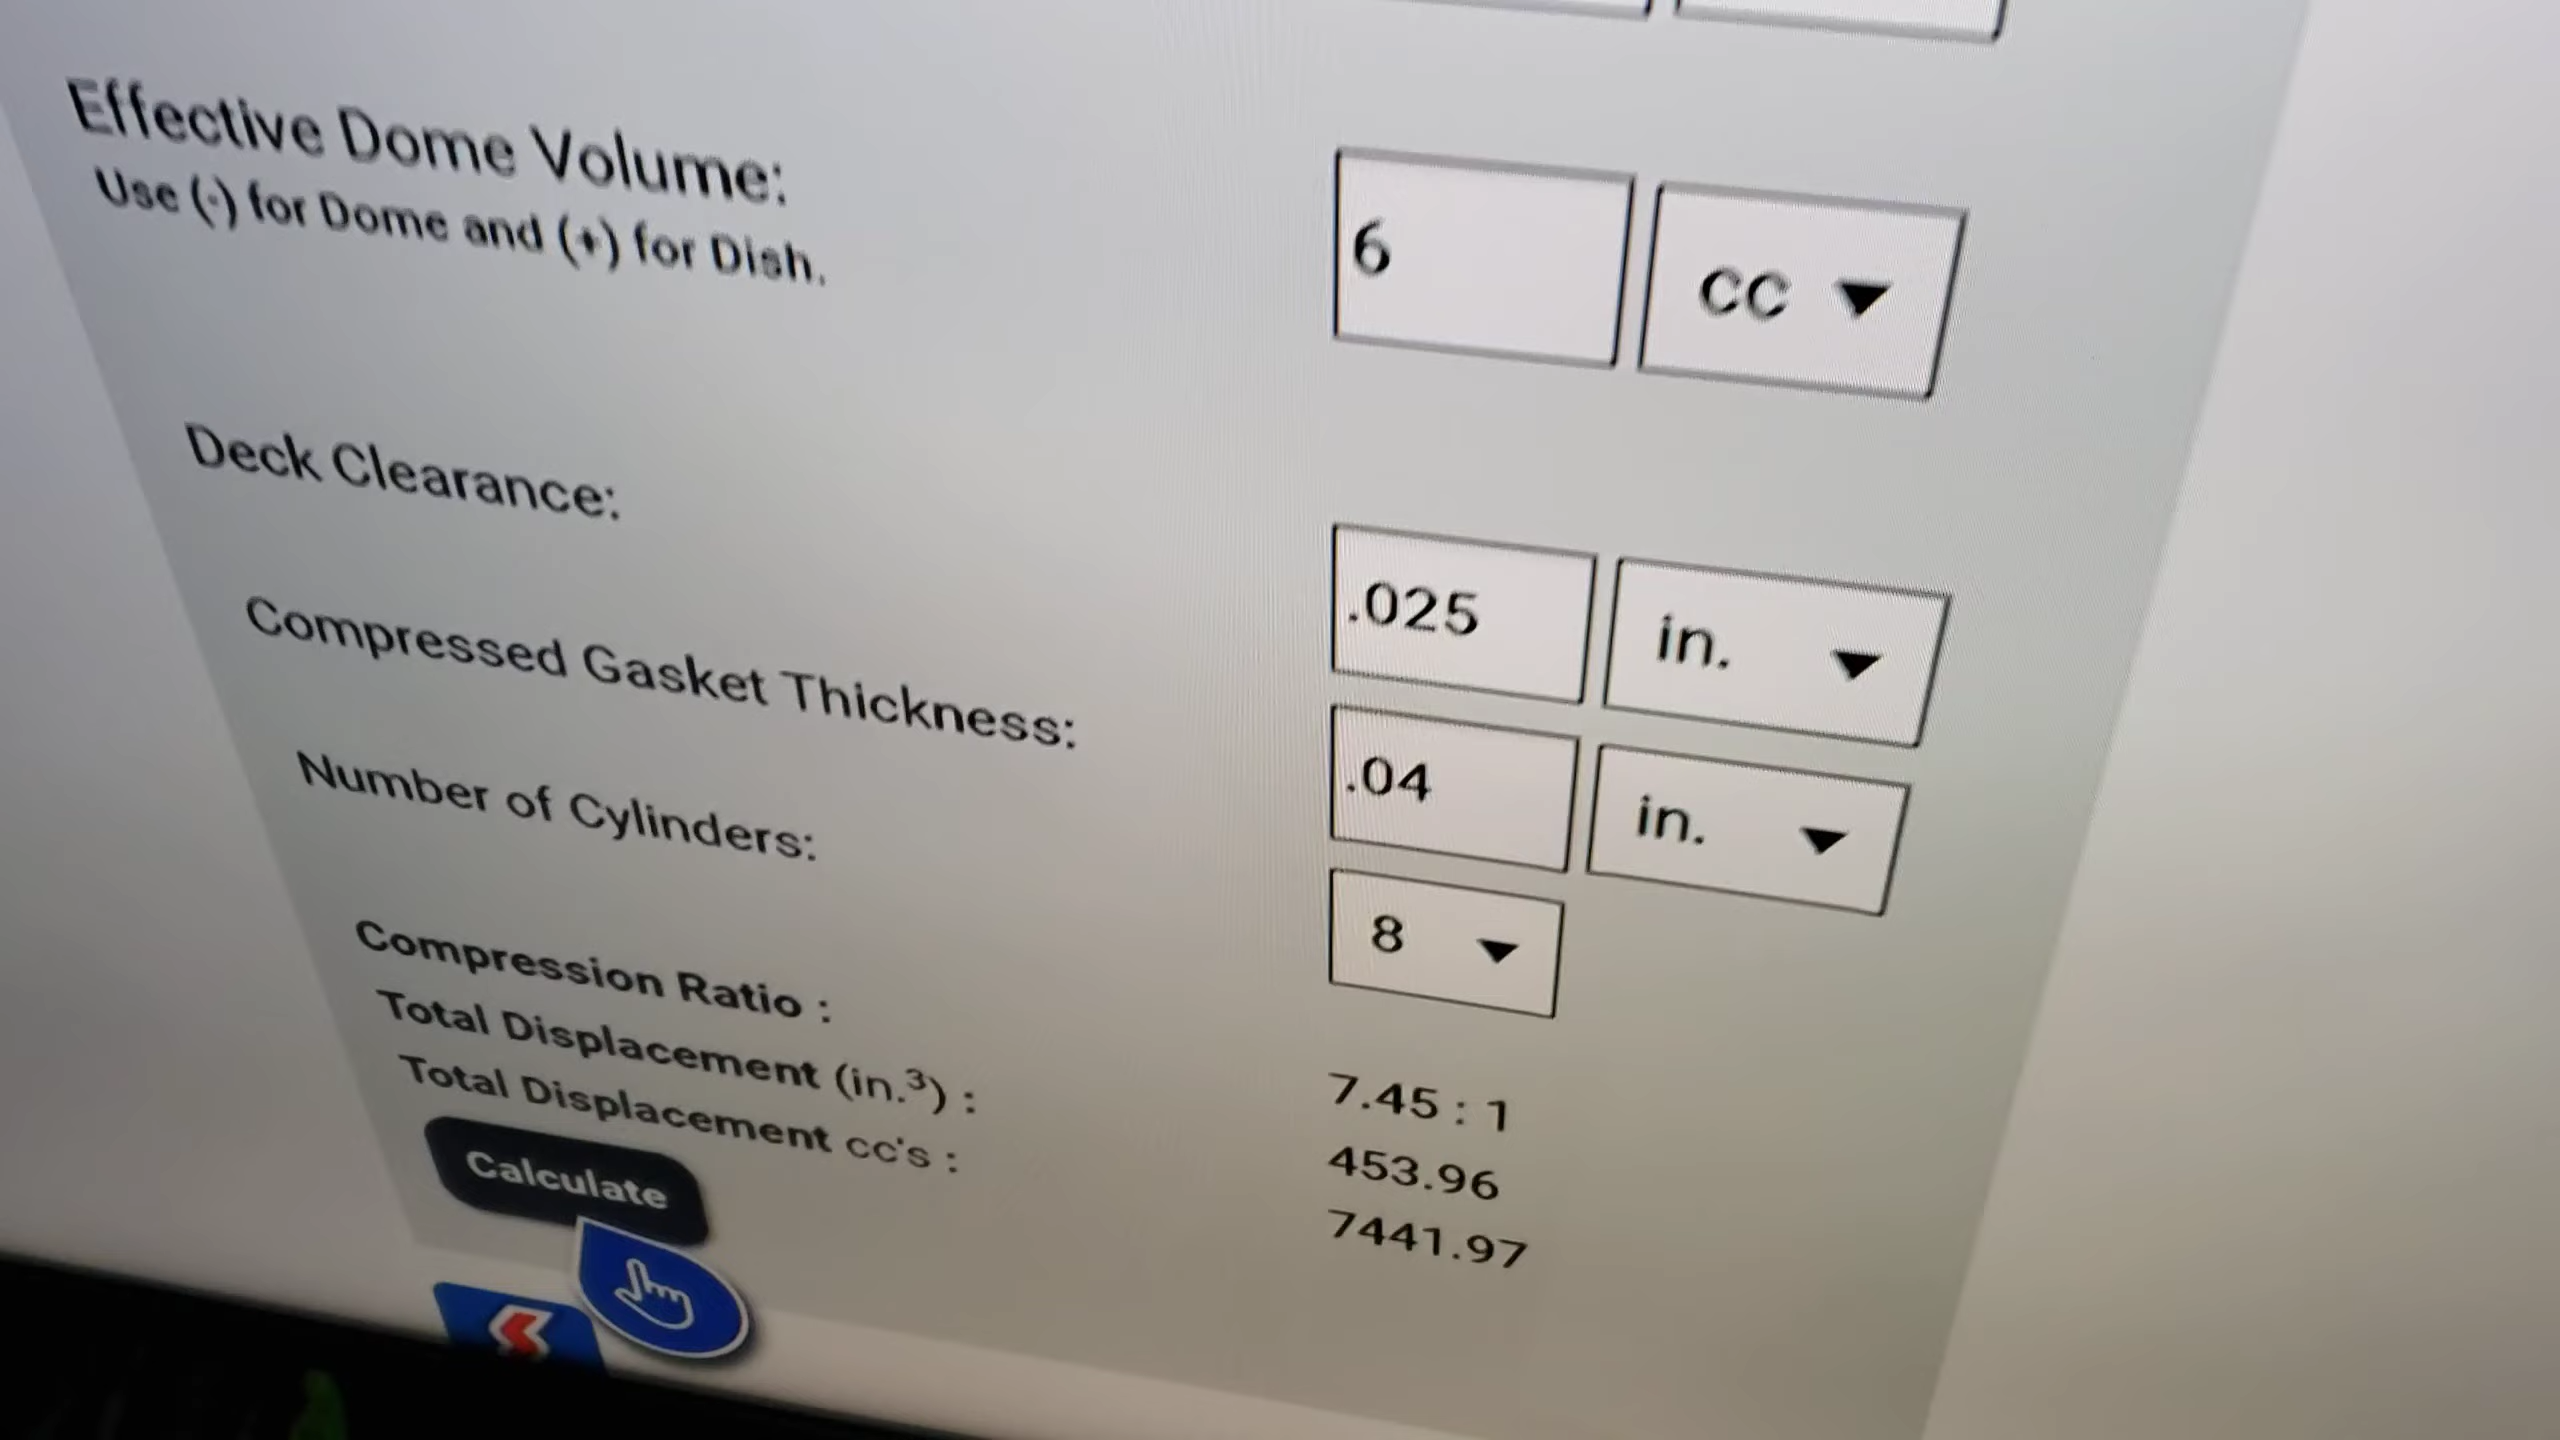 Effective Dome Volume:
Use (-) for Dome and (+) for Dish.
6
cc
Deck Clearance:
.025
in.
Compressed Gasket Thickness:
.04
in.
Number of Cylinders:
8
Compression Ratio :
7.45 : 1
Total Displacement (in.³) :
453.96
Total Displacement cc's :
7441.97
Calculate